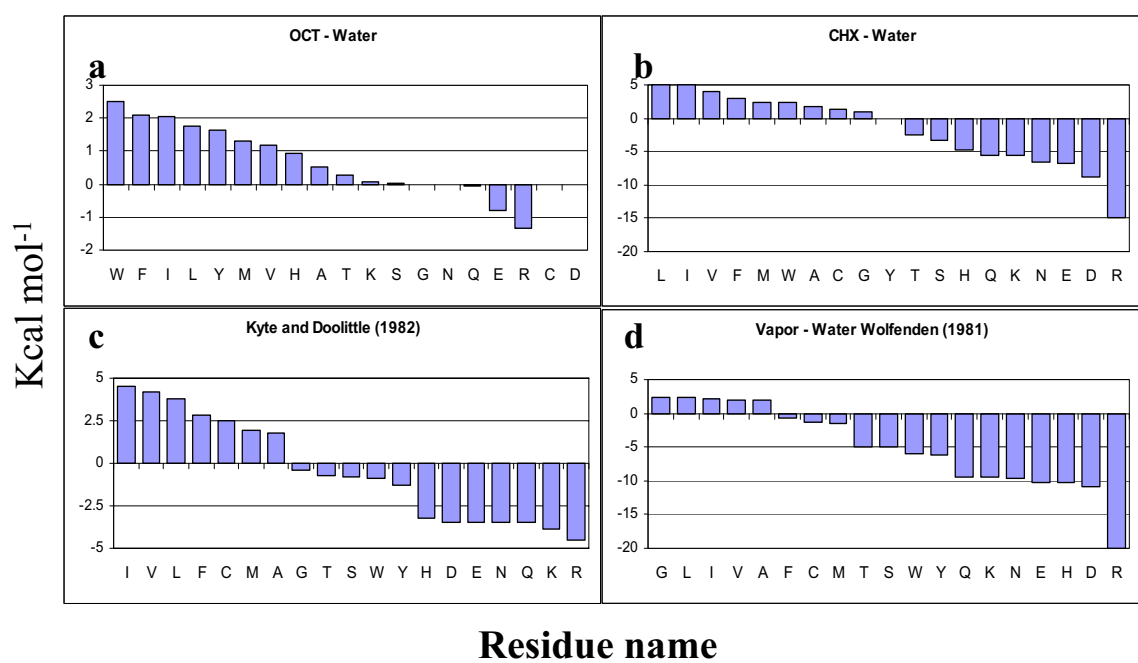 Kcal mol-1
a
OCT - Water
3
2
1
0
-1
-2
W F I L Y M V H A T K S G N Q E R C D
b
CHX - Water
5
0
-5
-10
-15
-20
L I V F M W A C G Y T S H Q K N E D R
c
Kyte and Doolittle (1982)
5
2.5
0
-2.5
-5
I V L F C M A G T S W Y H D E N Q K R
d
Vapor - Water Wolfenden (1981)
5
0
-5
-10
-15
-20
G L I V A F C M T S W Y Q K N E H D R
Residue name